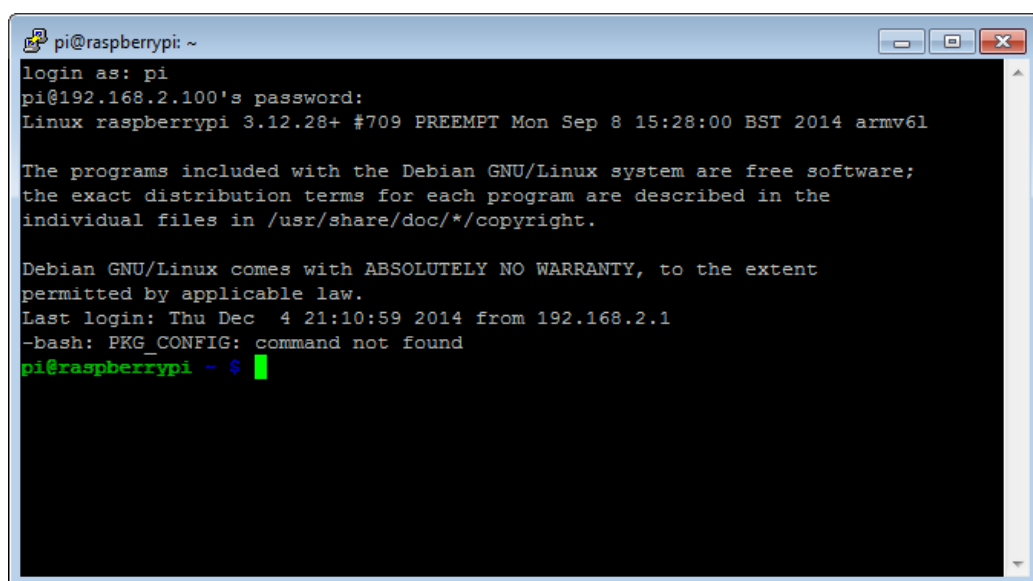 pi@raspberrypi: ~
login as: pi
pi@192.168.2.100's password:
Linux raspberrypi 3.12.28+ #709 PREEMPT Mon Sep 8 15:28:00 BST 2014 armv6l
The programs included with the Debian GNU/Linux system are free software;
the exact distribution terms for each program are described in the
individual files in /usr/share/doc/*/copyright.
Debian GNU/Linux comes with ABSOLUTELY NO WARRANTY, to the extent
permitted by applicable law.
Last login: Thu Dec  4 21:10:59 2014 from 192.168.2.1
-bash: PKG_CONFIG: command not found
pi@raspberrypi ~ $